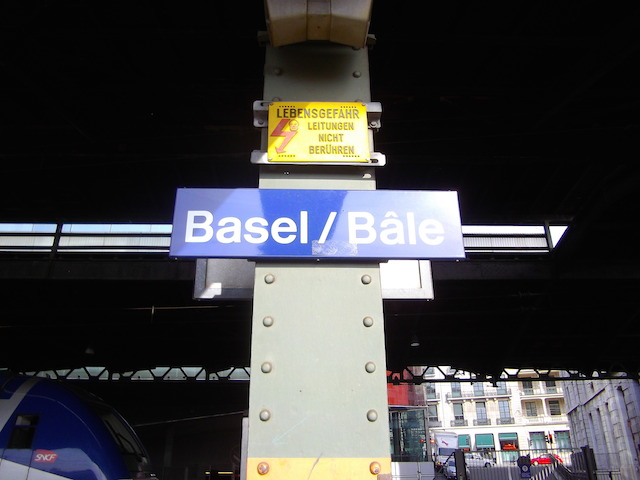 LEBENSGEFAHR
LEITUNGEN
NICHT
BERÜHREN
Basel / Bâle
SNCF